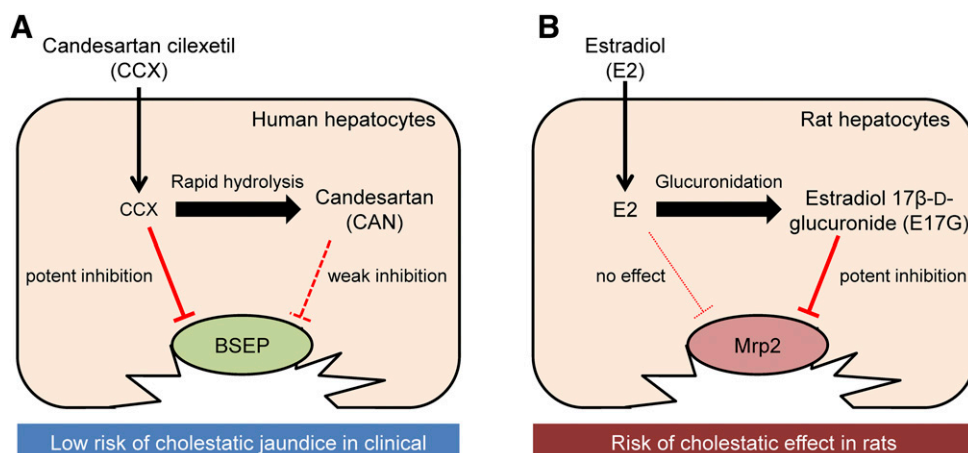 A
Candesartan cilexetil
(CCX)
Human hepatocytes
Rapid hydrolysis
CCX
Candesartan
(CAN)
potent inhibition
weak inhibition
BSEP
Low risk of cholestatic jaundice in clinical
B
Estradiol
(E2)
Rat hepatocytes
Glucuronidation
E2
Estradiol 17β-D-
glucuronide (E17G)
no effect
potent inhibition
Mrp2
Risk of cholestatic effect in rats